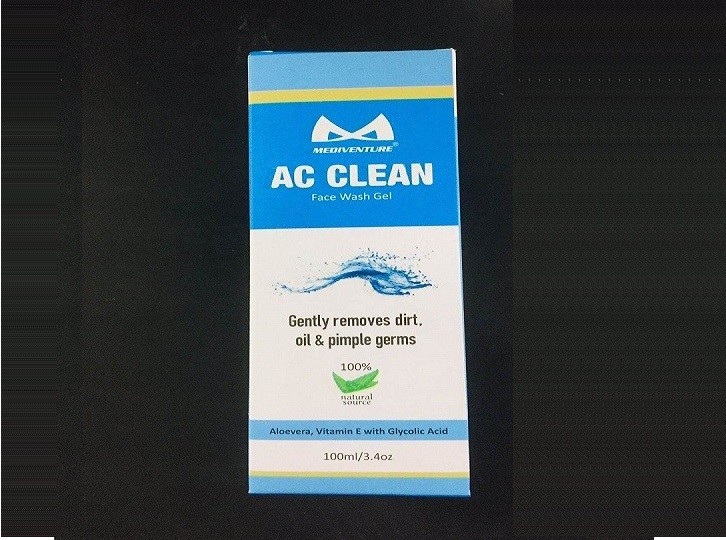 MEDIVENTURE®
AC CLEAN
Face Wash Gel
Gently removes dirt,
oil & pimple germs
100%
natural
source
Aloevera, Vitamin E with Glycolic Acid
100ml/3.4oz